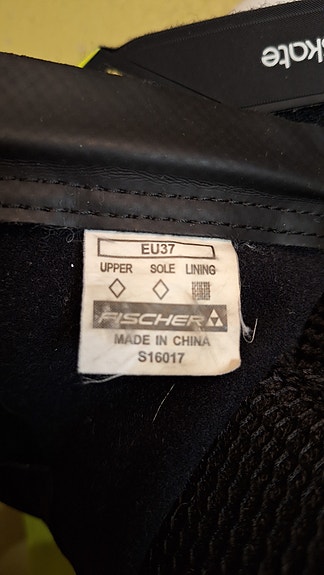 skate
EU37
UPPER SOLE LINING
FISCHER
MADE IN CHINA
S16017